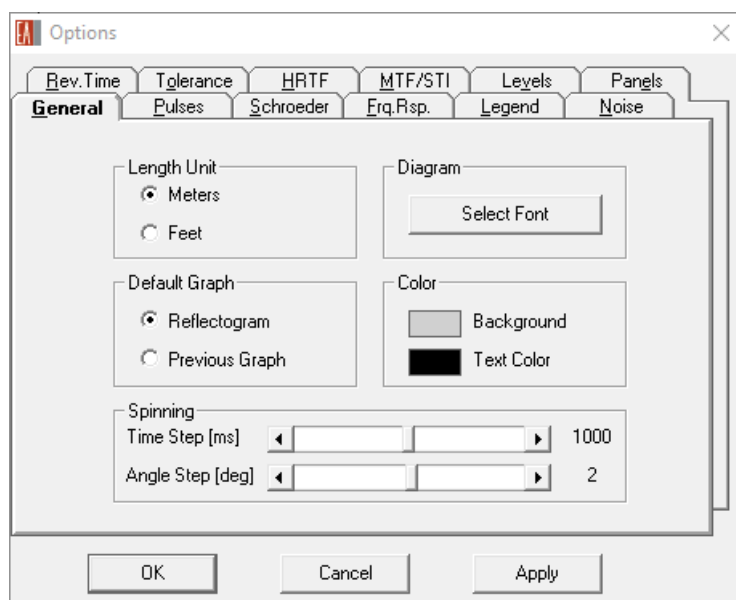 EA Options
Rev.Time Tolerance HRTF MTF/STI Levels Panels
General Pulses Schroeder Frq.Rsp. Legend Noise
Length Unit
Meters
Feet
Diagram
Select Font
Default Graph
Reflectogram
Previous Graph
Color
Background
Text Color
Spinning
Time Step [ms] 1000
Angle Step [deg] 2
OK Cancel Apply